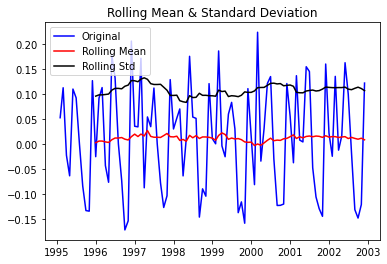 Rolling Mean & Standard Deviation
Original
Rolling Mean
Rolling Std
0.20
0.15
0.10
0.05
0.00
−0.05
−0.10
−0.15
1995 1996 1997 1998 1999 2000 2001 2002 2003